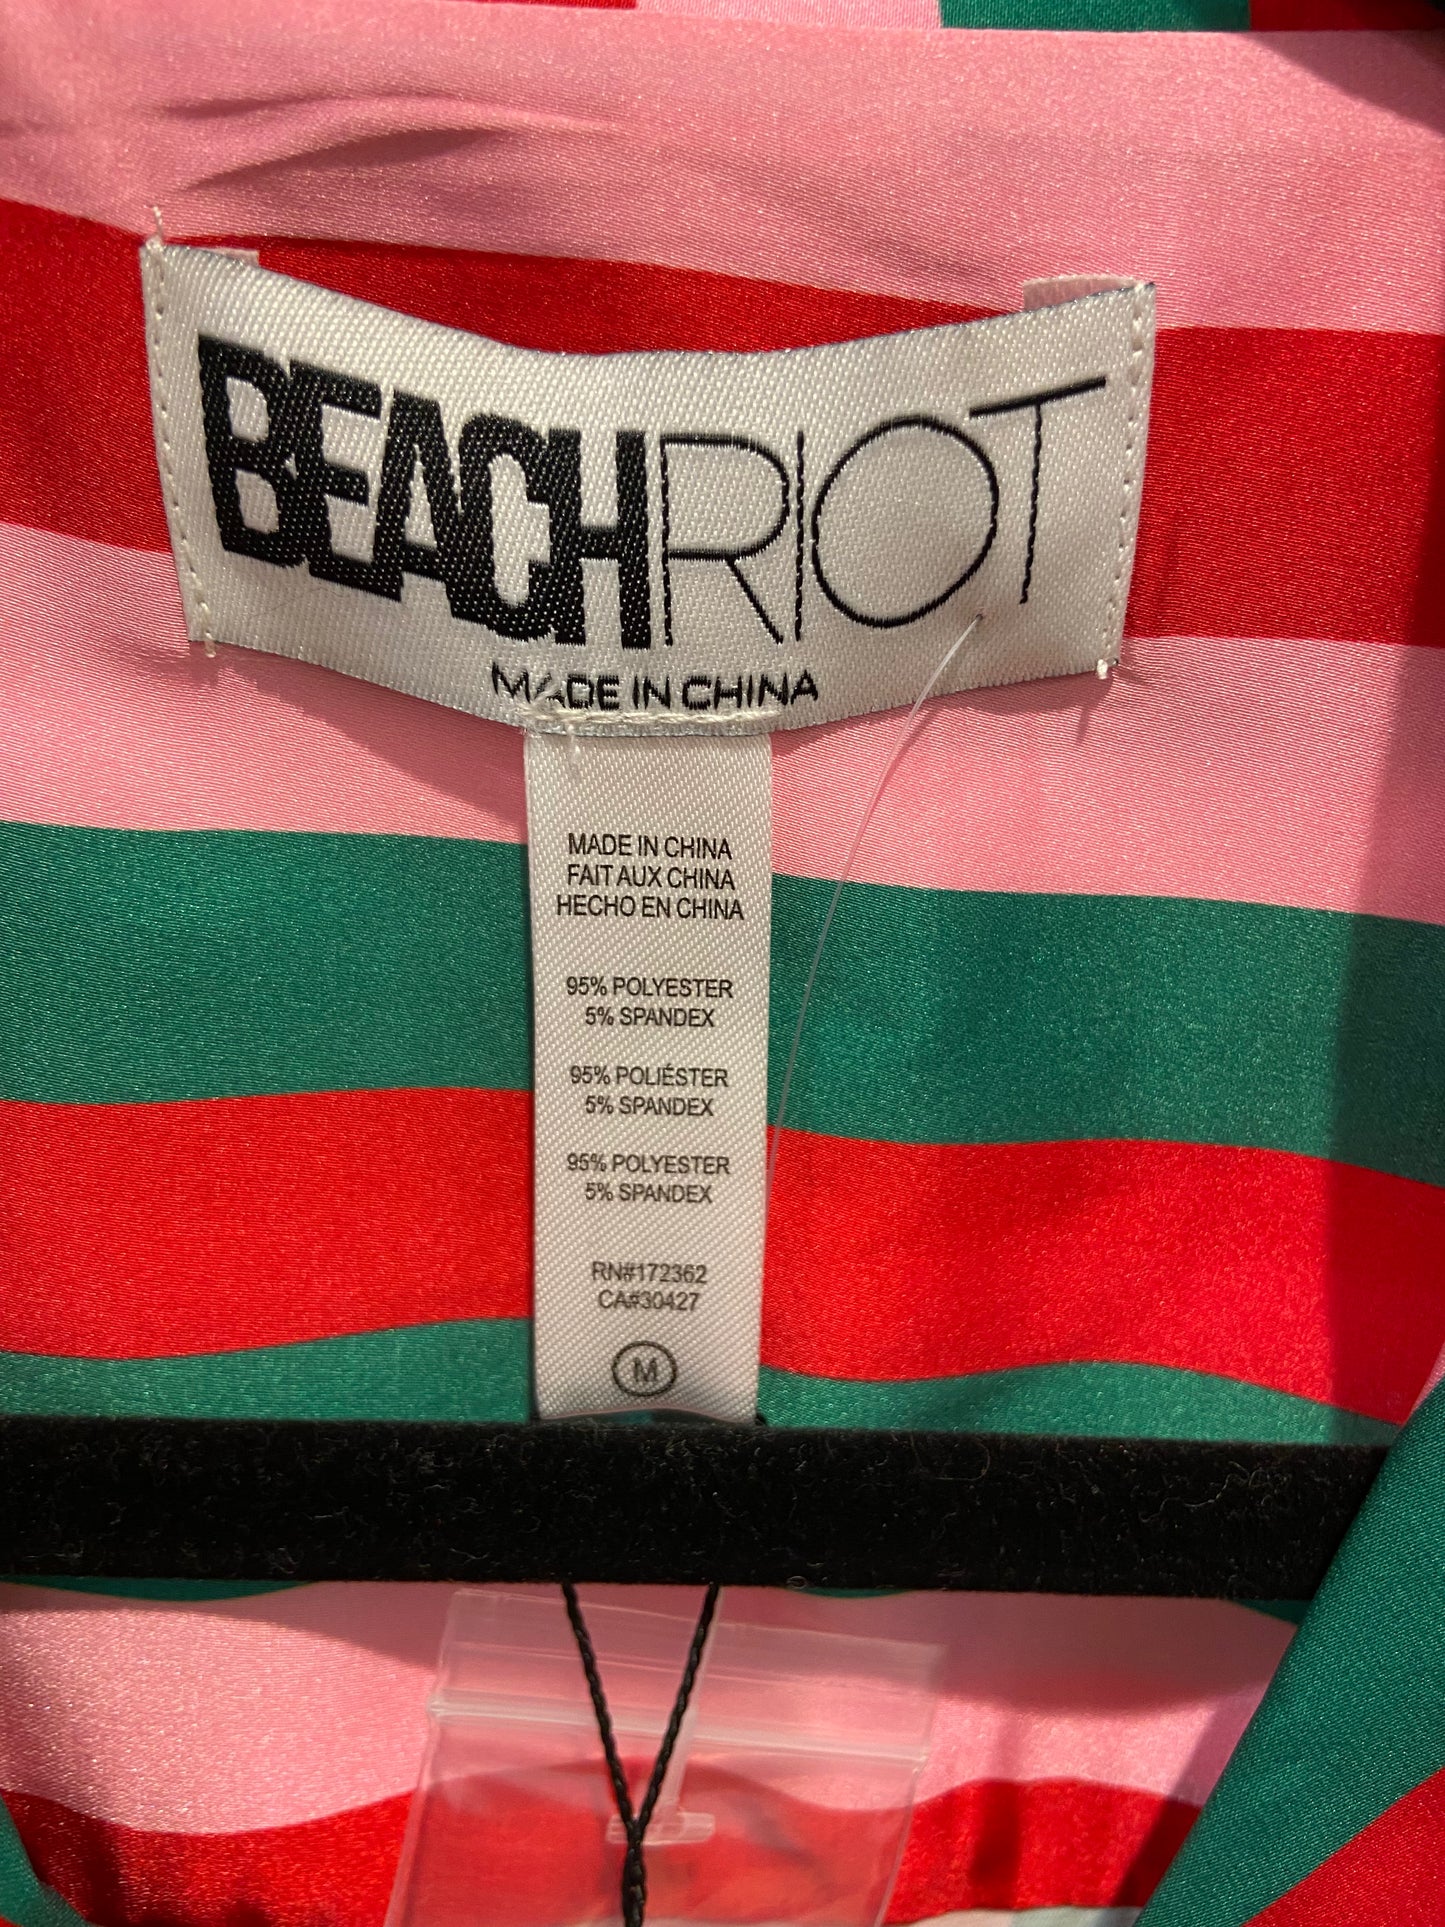 BEACHRIOT
MADE IN CHINA
MADE IN CHINA
FAIT AUX CHINA
HECHO EN CHINA
95% POLYESTER
5% SPANDEX
95% POLIÉSTER
5% SPANDEX
95% POLYESTER
5% SPANDEX
RN#172362
CA#30427
M